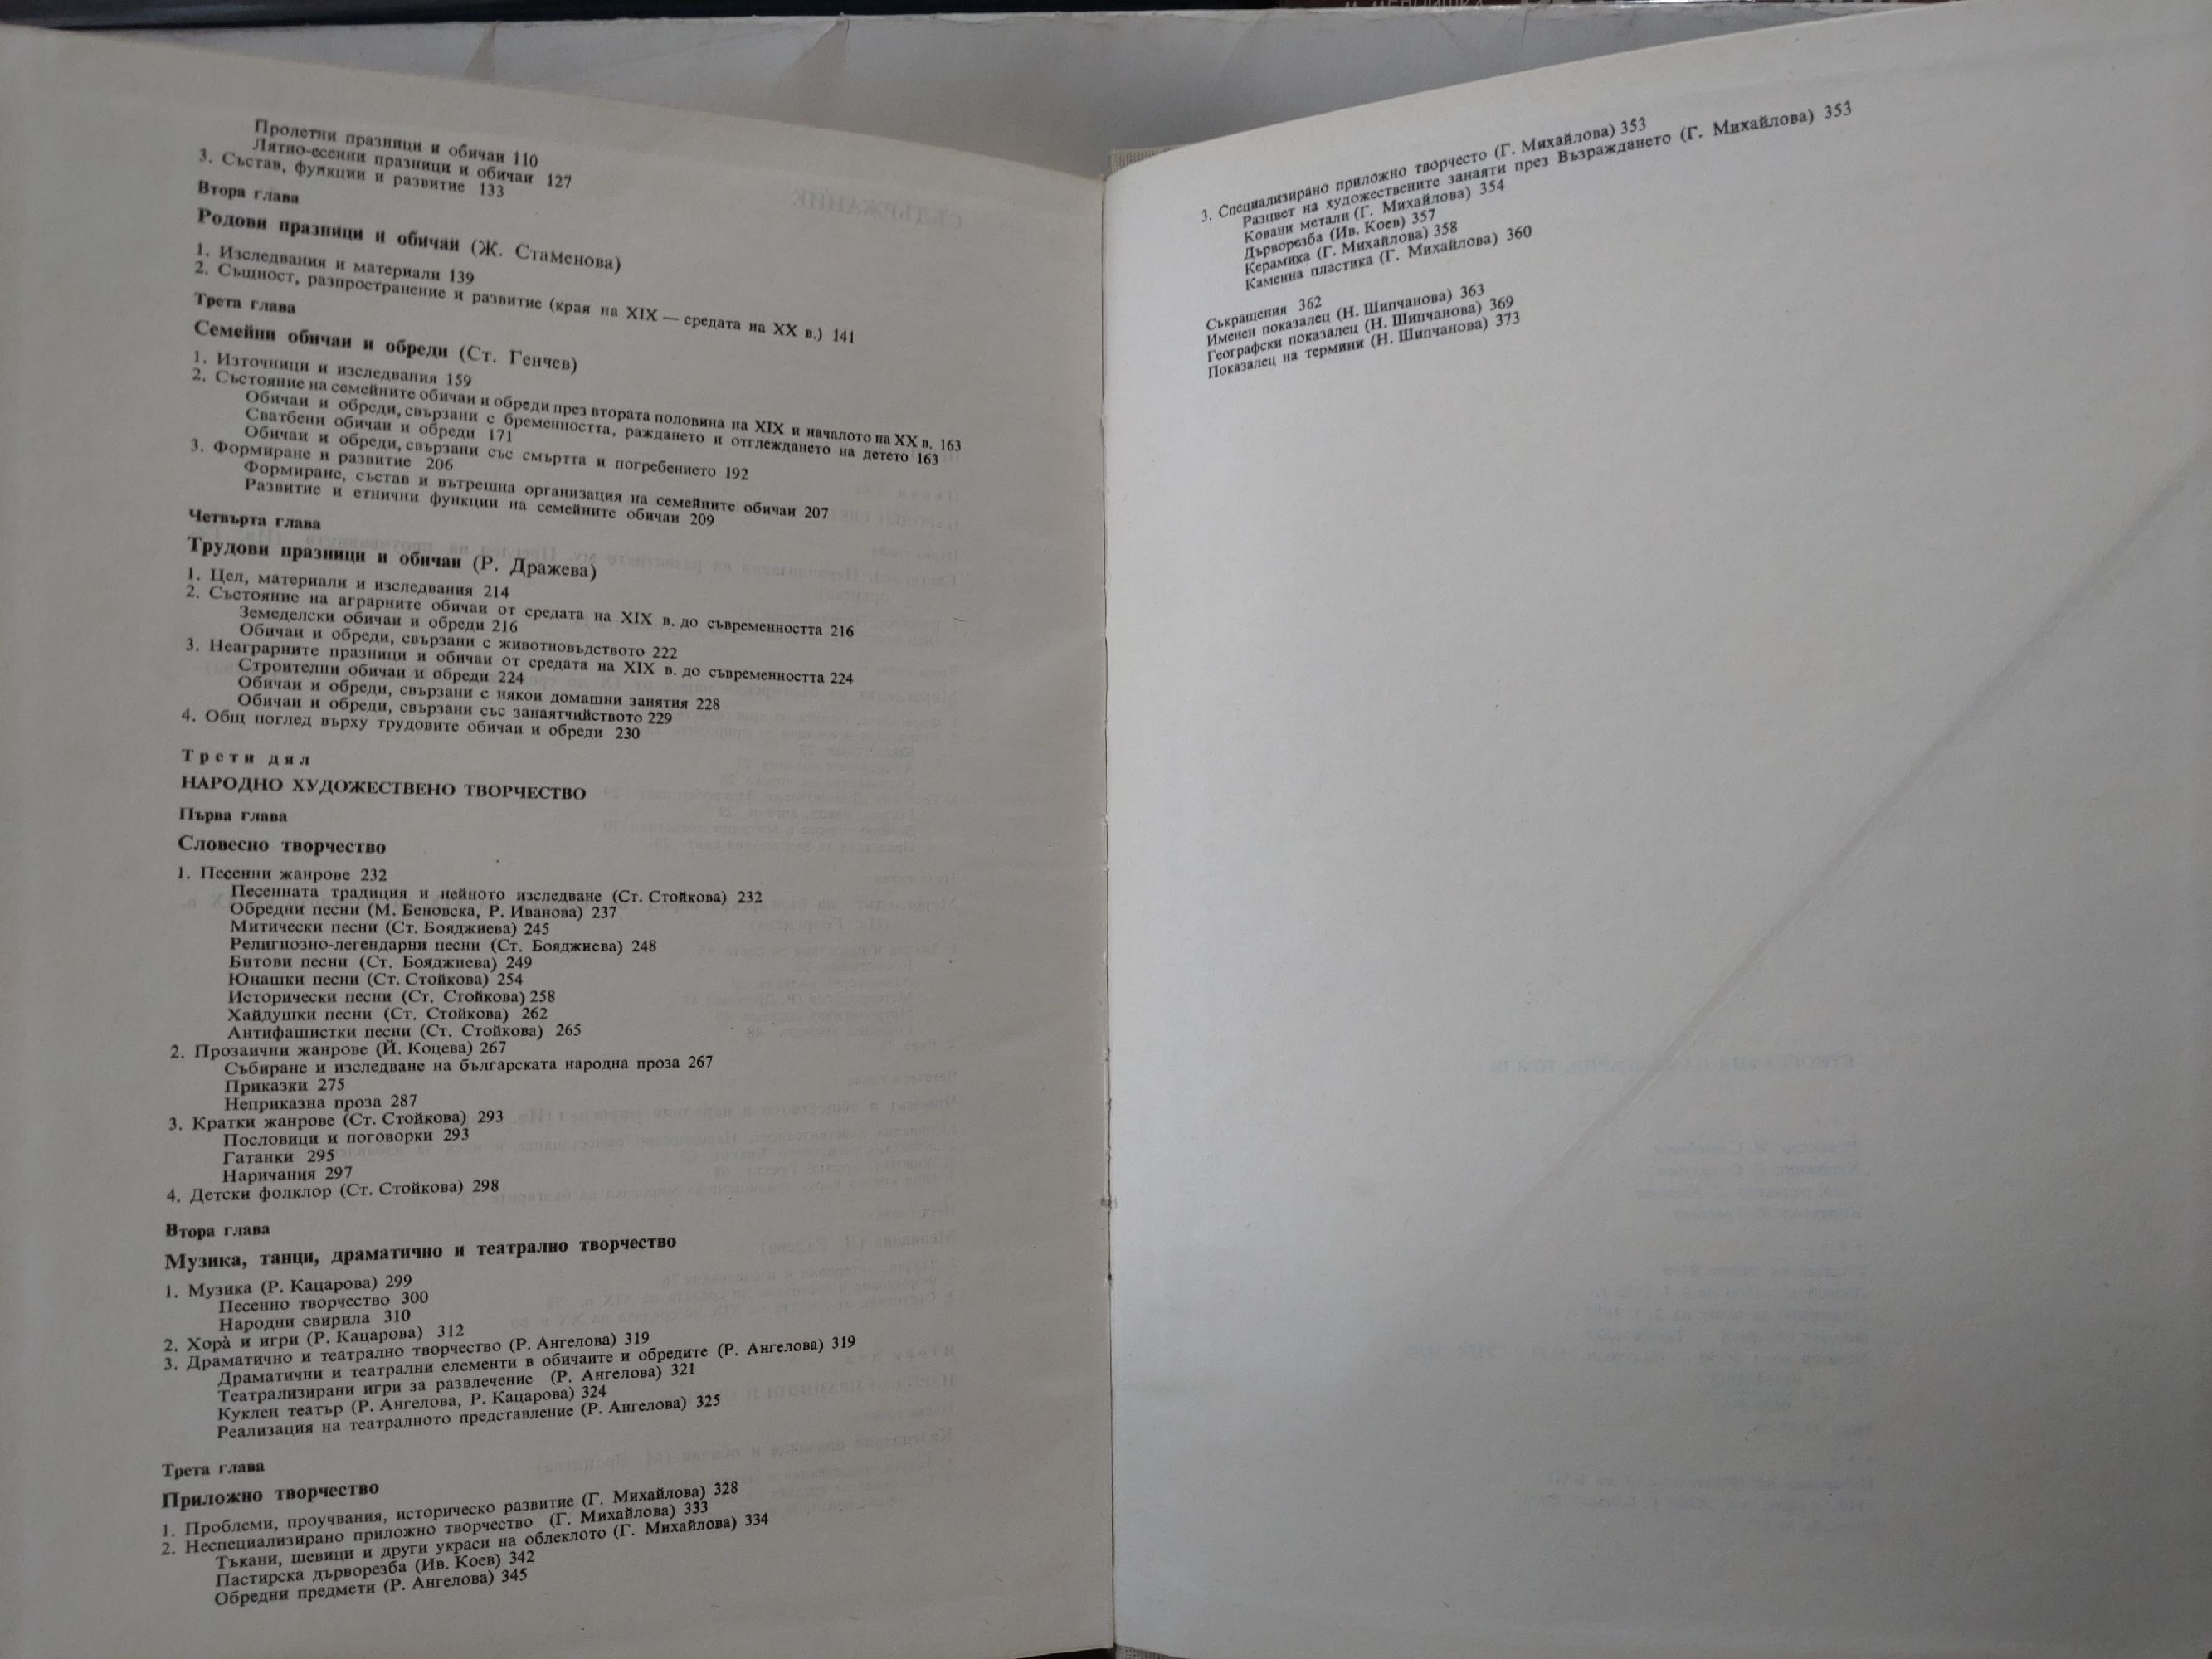 Пролетни празници и обичаи 110
Лятно-есенни празници и обичаи 127
3. Състав, функции и развитие 133
Втора глава
Родови празници и обичаи (Ж. Стаменова)
1. Изследвания и материали 139
2. Същност, разпространение и развитие (края на XIX — средата на XX в.) 141
Трета глава
Семейни обичаи и обреди (Ст. Генчев)
1. Източници и изследвания 159
2. Състояние на семейните обичаи и обреди през втората половина на XIX и началото на XX в. 163
Обичаи и обреди, свързани с бременността, раждането и отглеждането на детето 163
Сватбени обичаи и обреди 171
Обичаи и обреди, свързани със смъртта и погребението 192
3. Формиране и развитие 206
Формиране, състав и вътрешна организация на семейните обичаи 207
Развитие и етнични функции на семейните обичаи 209
Четвърта глава
Трудови празници и обичаи (Р. Дражева)
1. Цел, материали и изследвания 214
2. Състояние на аграрните обичаи от средата на XIX в. до съвременността 216
Земеделски обичаи и обреди 216
Обичаи и обреди, свързани с животновъдството 222
3. Неаграрните празници и обичаи от средата на XIX в. до съвременността 224
Строителни обичаи и обреди 224
Обичаи и обреди, свързани с някои домашни занятия 228
Обичаи и обреди, свързани със занаятчийството 229
4. Общ поглед върху трудовите обичаи и обреди 230
Трети дял
НАРОДНО ХУДОЖЕСТВЕНО ТВОРЧЕСТВО
Първа глава
Словесно творчество
1. Песенни жанрове 232
Песенната традиция и нейното изследване (Ст. Стойкова) 232
Обредни песни (М. Беновска, Р. Иванова) 237
Митически песни (Ст. Бояджиева) 245
Религиозно-легендарни песни (Ст. Бояджиева) 248
Битови песни (Ст. Бояджиева) 249
Юнашки песни (Ст. Стойкова) 254
Исторически песни (Ст. Стойкова) 258
Хайдушки песни (Ст. Стойкова) 262
Антифашистки песни (Ст. Стойкова) 265
2. Прозаични жанрове (Й. Коцева) 267
Събиране и изследване на българската народна проза 267
Приказки 275
Неприказна проза 287
3. Кратки жанрове (Ст. Стойкова) 293
Пословици и поговорки 293
Гатанки 295
Наричания 297
4. Детски фолклор (Ст. Стойкова) 298
Втора глава
Музика, танци, драматично и театрално творчество
1. Музика (Р. Кацарова) 299
Песенно творчество 300
Народни свирила 310
2. Хорà и игри (Р. Кацарова) 312
3. Драматично и театрално творчество (Р. Ангелова) 319
Драматични и театрални елементи в обичаите и обредите (Р. Ангелова) 319
Театрализирани игри за развлечение (Р. Ангелова) 321
Куклен театър (Р. Ангелова, Р. Кацарова) 324
Реализация на театралното представление (Р. Ангелова) 325
Трета глава
Приложно творчество
1. Проблеми, проучвания, историческо развитие (Г. Михайлова) 328
2. Неспециализирано приложно творчество (Г. Михайлова) 333
Тъкани, шевици и други украси на облеклото (Г. Михайлова) 334
Пастирска дърворезба (Ив. Коев) 342
Обредни предмети (Р. Ангелова) 345
3. Специализирано приложно творчесто (Г. Михайлова) 353
Разцвет на художествените занаяти през Възраждането (Г. Михайлова) 353
Ковани метали (Г. Михайлова) 354
Дърворезба (Ив. Коев) 357
Керамика (Г. Михайлова) 358
Каменна пластика (Г. Михайлова) 360
Съкращения 362
Именен показалец (Н. Шипчанова) 363
Географски показалец (Н. Шипчанова) 369
Показалец на термини (Н. Шипчанова) 373